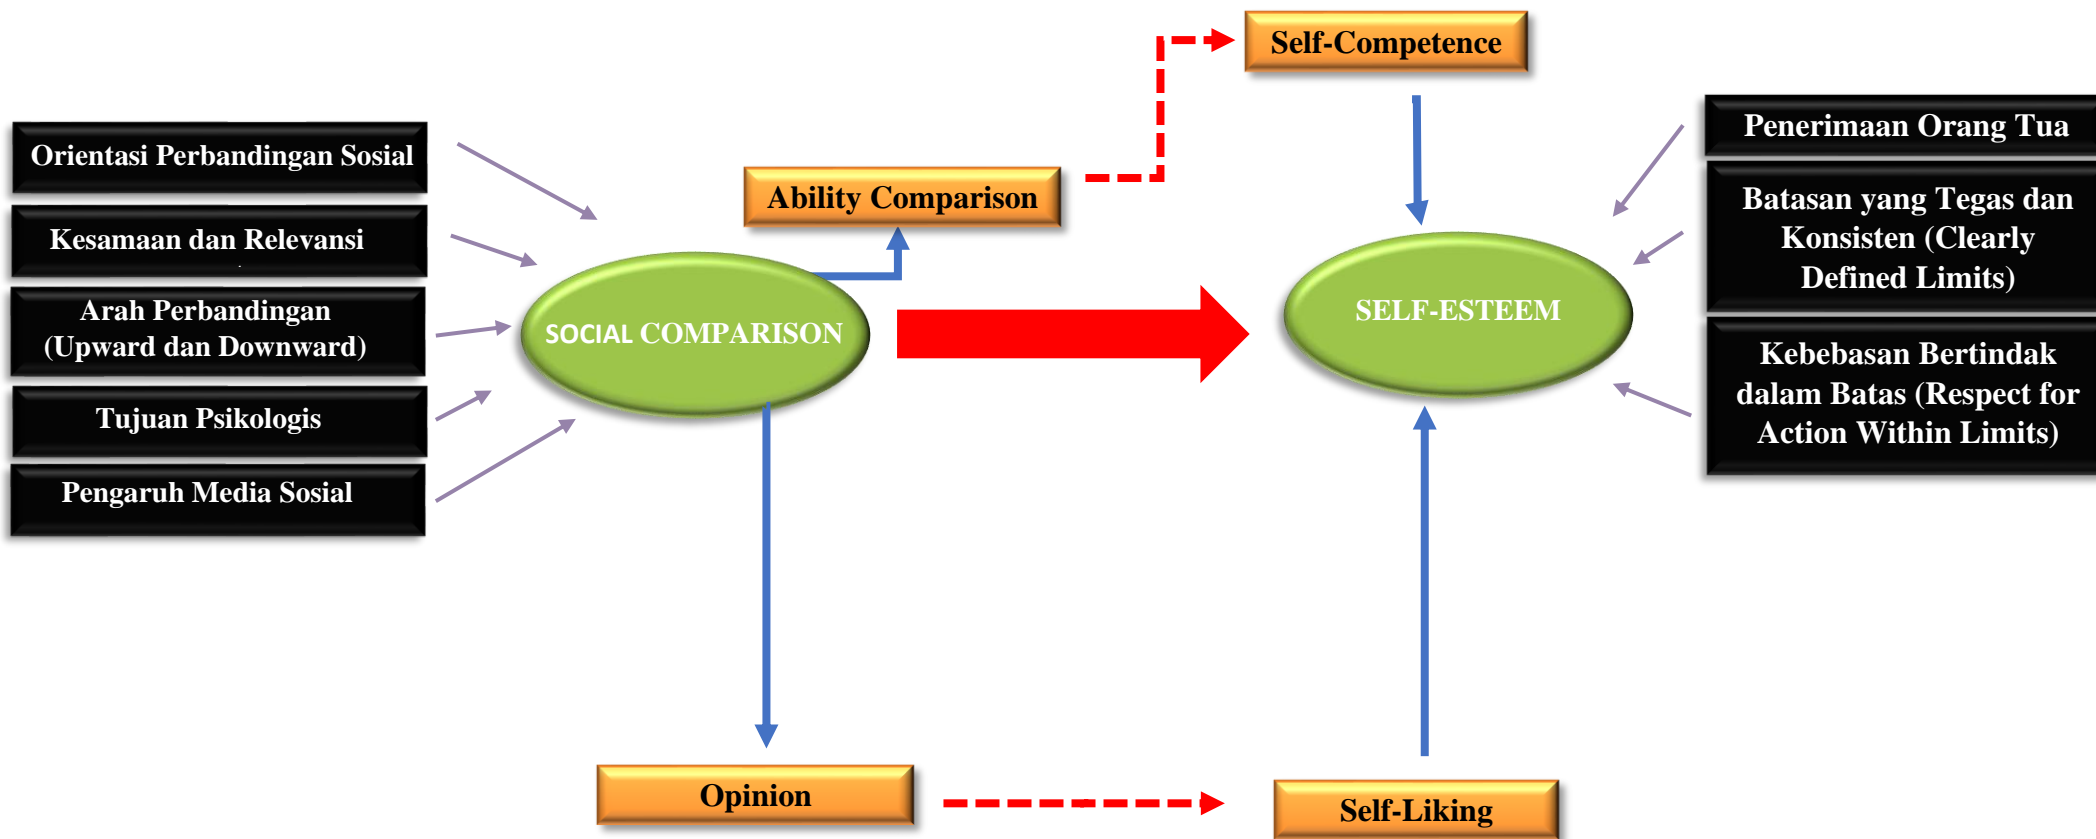 Self-Competence
Orientasi Perbandingan Sosial
Kesamaan dan Relevansi
Arah Perbandingan
(Upward dan Downward)
Tujuan Psikologis
Pengaruh Media Sosial
Ability Comparison
SOCIAL COMPARISON
Opinion
SELF-ESTEEM
Self-Liking
Penerimaan Orang Tua
Batasan yang Tegas dan
Konsisten (Clearly
Defined Limits)
Kebebasan Bertindak
dalam Batas (Respect for
Action Within Limits)